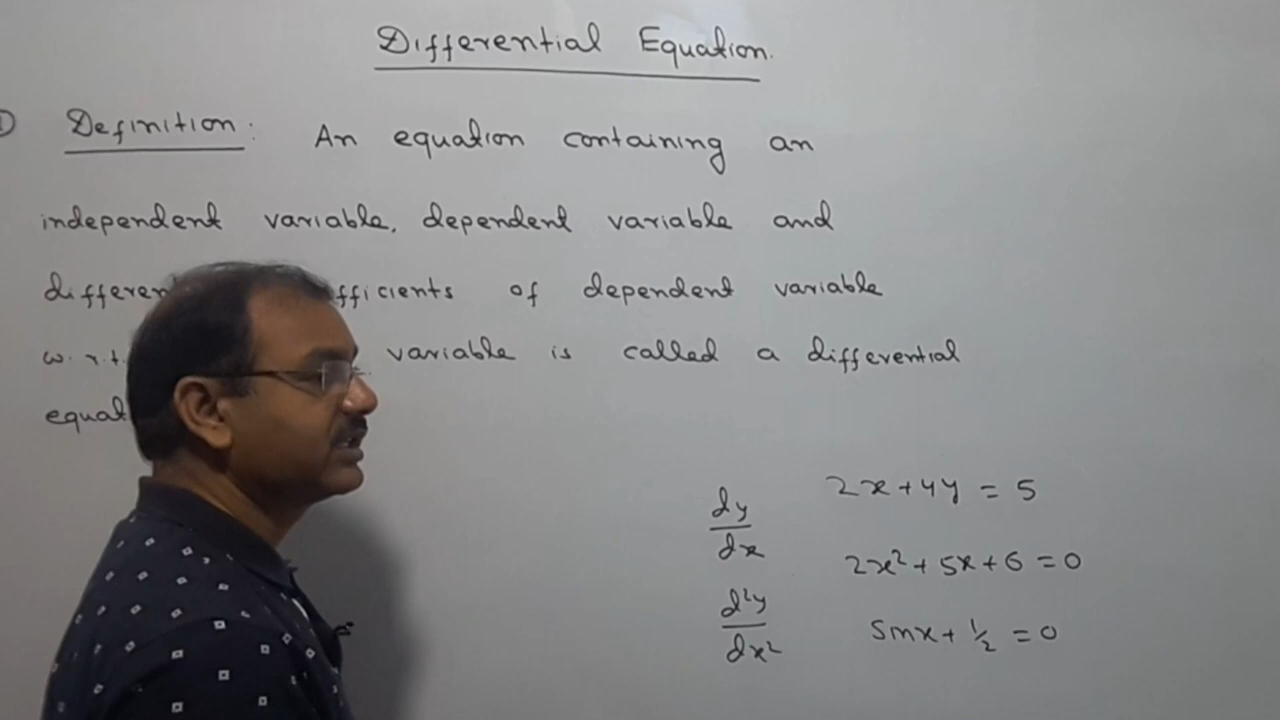 Differential Equation.
① Definition: An equation containing an
independent variable, dependent variable and
differen fficients of dependent variable
w.r.t. variable is called a differential
equat
dy/dx
d²y/dx²
2x+4y = 5
2x²+5x+6=0
sinx+ 1/2 =0